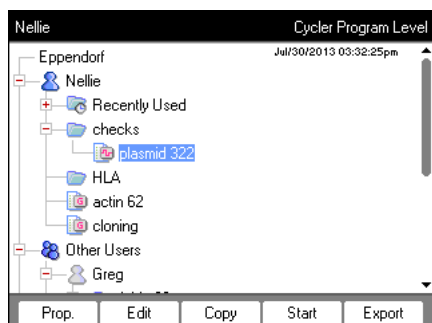 Nellie Cycler Program Level
Eppendorf Jul/30/2013 03:32:25pm
Nellie
Recently Used
checks
plasmid 322
HLA
actin 62
cloning
Other Users
Greg
Prop. Edit Copy Start Export